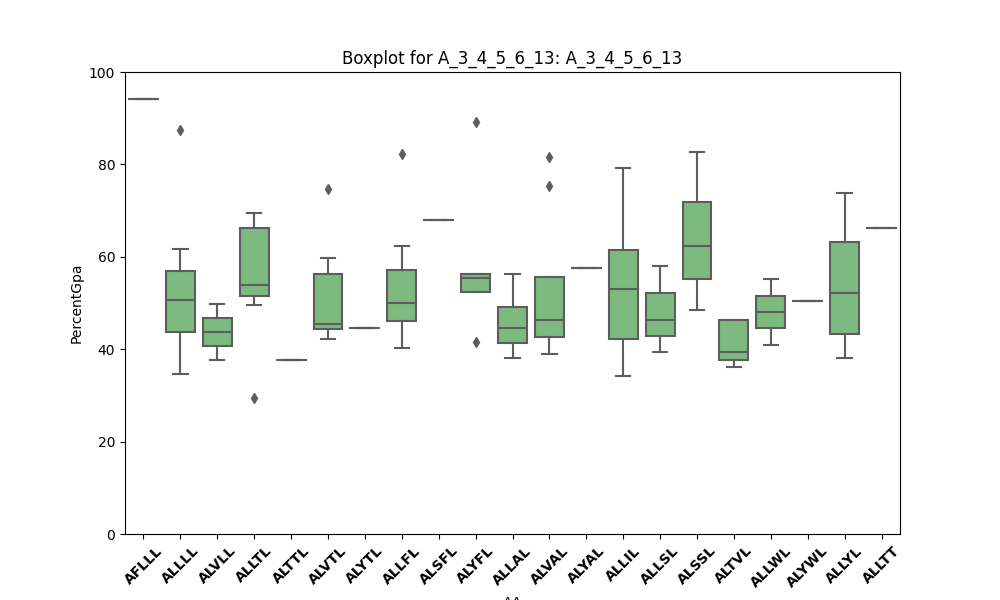 Boxplot for A_3_4_5_6_13: A_3_4_5_6_13
100
80
60
40
20
0
PercentGpa
AFLLL ALLLL ALVLL ALLTL ALTTL ALVTL ALYTL ALLFL ALSFL ALYFL ALLAL ALVAL ALYAL ALLIL ALLSL ALSSL ALTVL ALLWL ALYWL ALLYL ALLTT